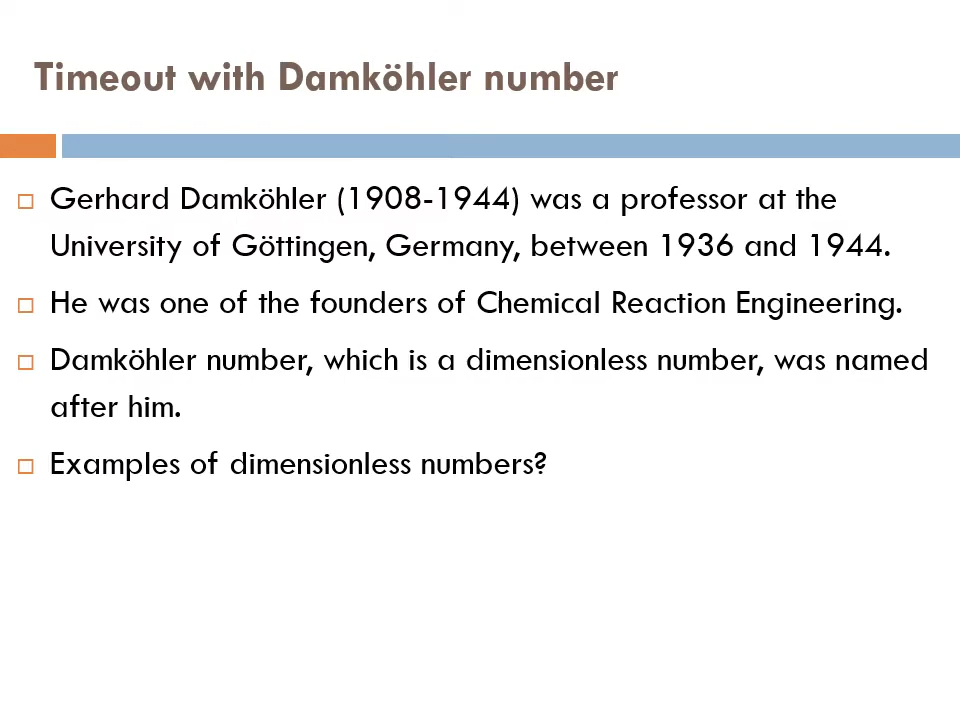 Timeout with Damköhler number
Gerhard Damköhler (1908-1944) was a professor at the
University of Göttingen, Germany, between 1936 and 1944.
He was one of the founders of Chemical Reaction Engineering.
Damköhler number, which is a dimensionless number, was named
after him.
Examples of dimensionless numbers?